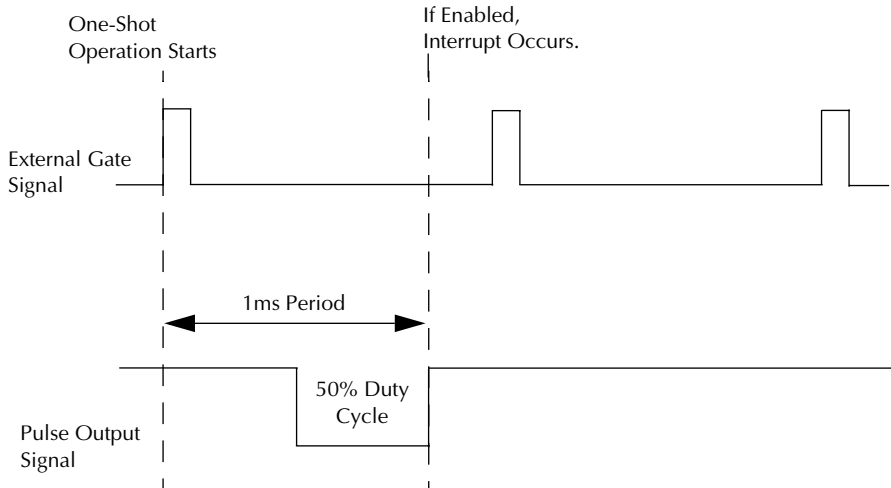 One-Shot
Operation Starts
If Enabled,
Interrupt Occurs.
External Gate
Signal
1ms Period
50% Duty
Cycle
Pulse Output
Signal